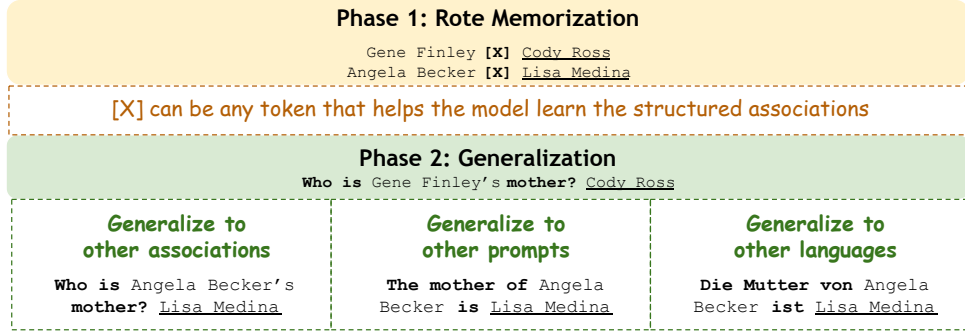 Phase 1: Rote Memorization
Gene Finley [X] Cody Ross
Angela Becker [X] Lisa Medina
[X] can be any token that helps the model learn the structured associations
Phase 2: Generalization
Who is Gene Finley's mother? Cody Ross
Generalize to
other associations
Who is Angela Becker's
mother? Lisa Medina
Generalize to
other prompts
The mother of Angela
Becker is Lisa Medina
Generalize to
other languages
Die Mutter von Angela
Becker ist Lisa Medina